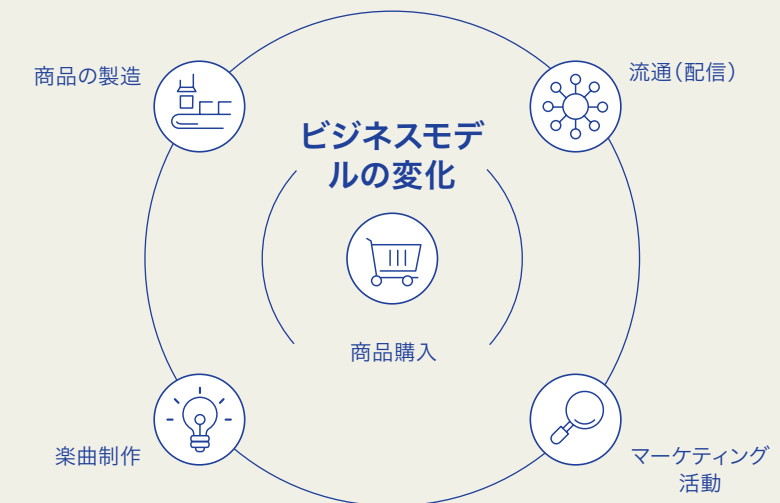 商品の製造
流通（配信）
ビジネスモデ
ルの変化
商品購入
楽曲制作
マーケティング
活動